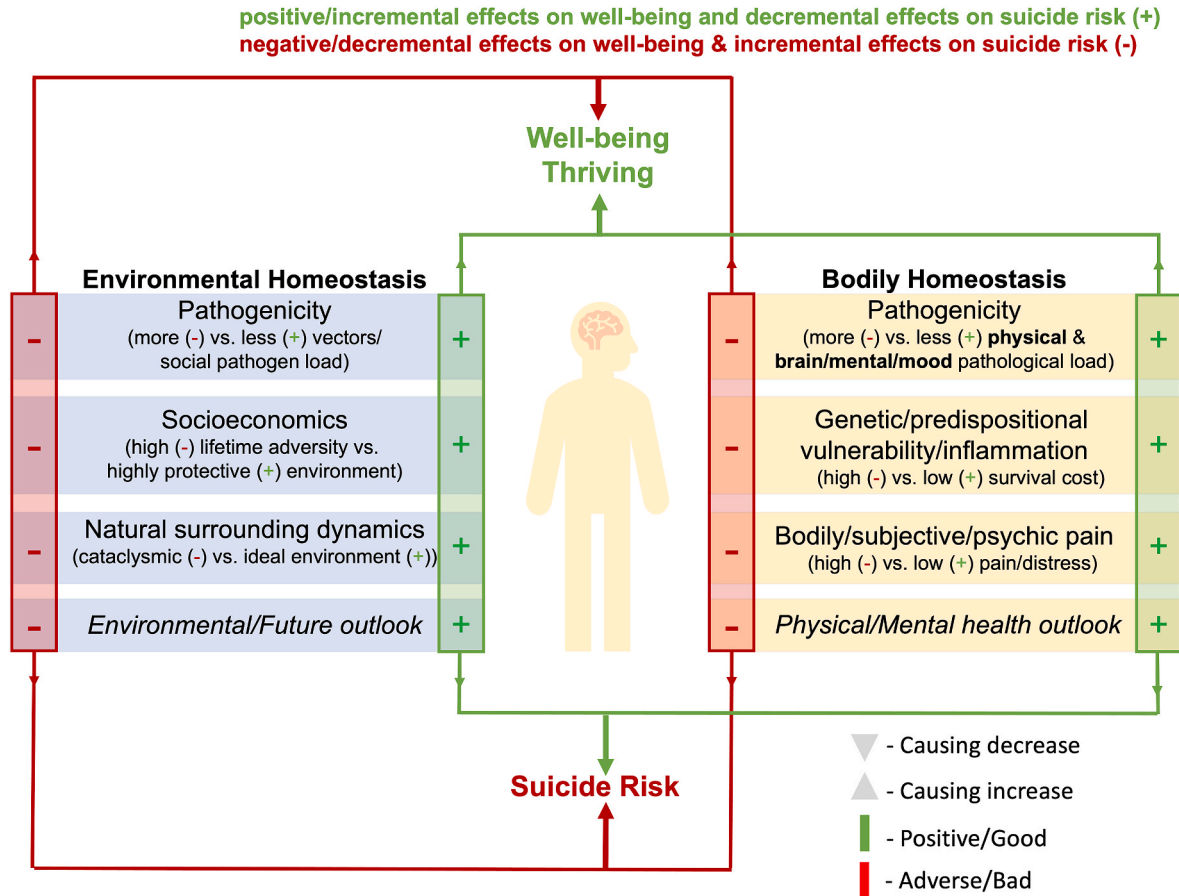 positive/incremental effects on well-being and decremental effects on suicide risk (+)
negative/decremental effects on well-being & incremental effects on suicide risk (-)
Well-being
Thriving
Environmental Homeostasis
Pathogenicity
(more (-) vs. less (+) vectors/
social pathogen load)
Socioeconomics
(high (-) lifetime adversity vs.
highly protective (+) environment)
Natural surrounding dynamics
(cataclysmic (-) vs. ideal environment (+))
Environmental/Future outlook
-
-
-
-
+
+
+
+
Bodily Homeostasis
Pathogenicity
(more (-) vs. less (+) physical &
brain/mental/mood pathological load)
Genetic/predispositional
vulnerability/inflammation
(high (-) vs. low (+) survival cost)
Bodily/subjective/psychic pain
(high (-) vs. low (+) pain/distress)
Physical/Mental health outlook
-
-
-
-
+
+
+
+
Suicide Risk
- Causing decrease
- Causing increase
- Positive/Good
- Adverse/Bad